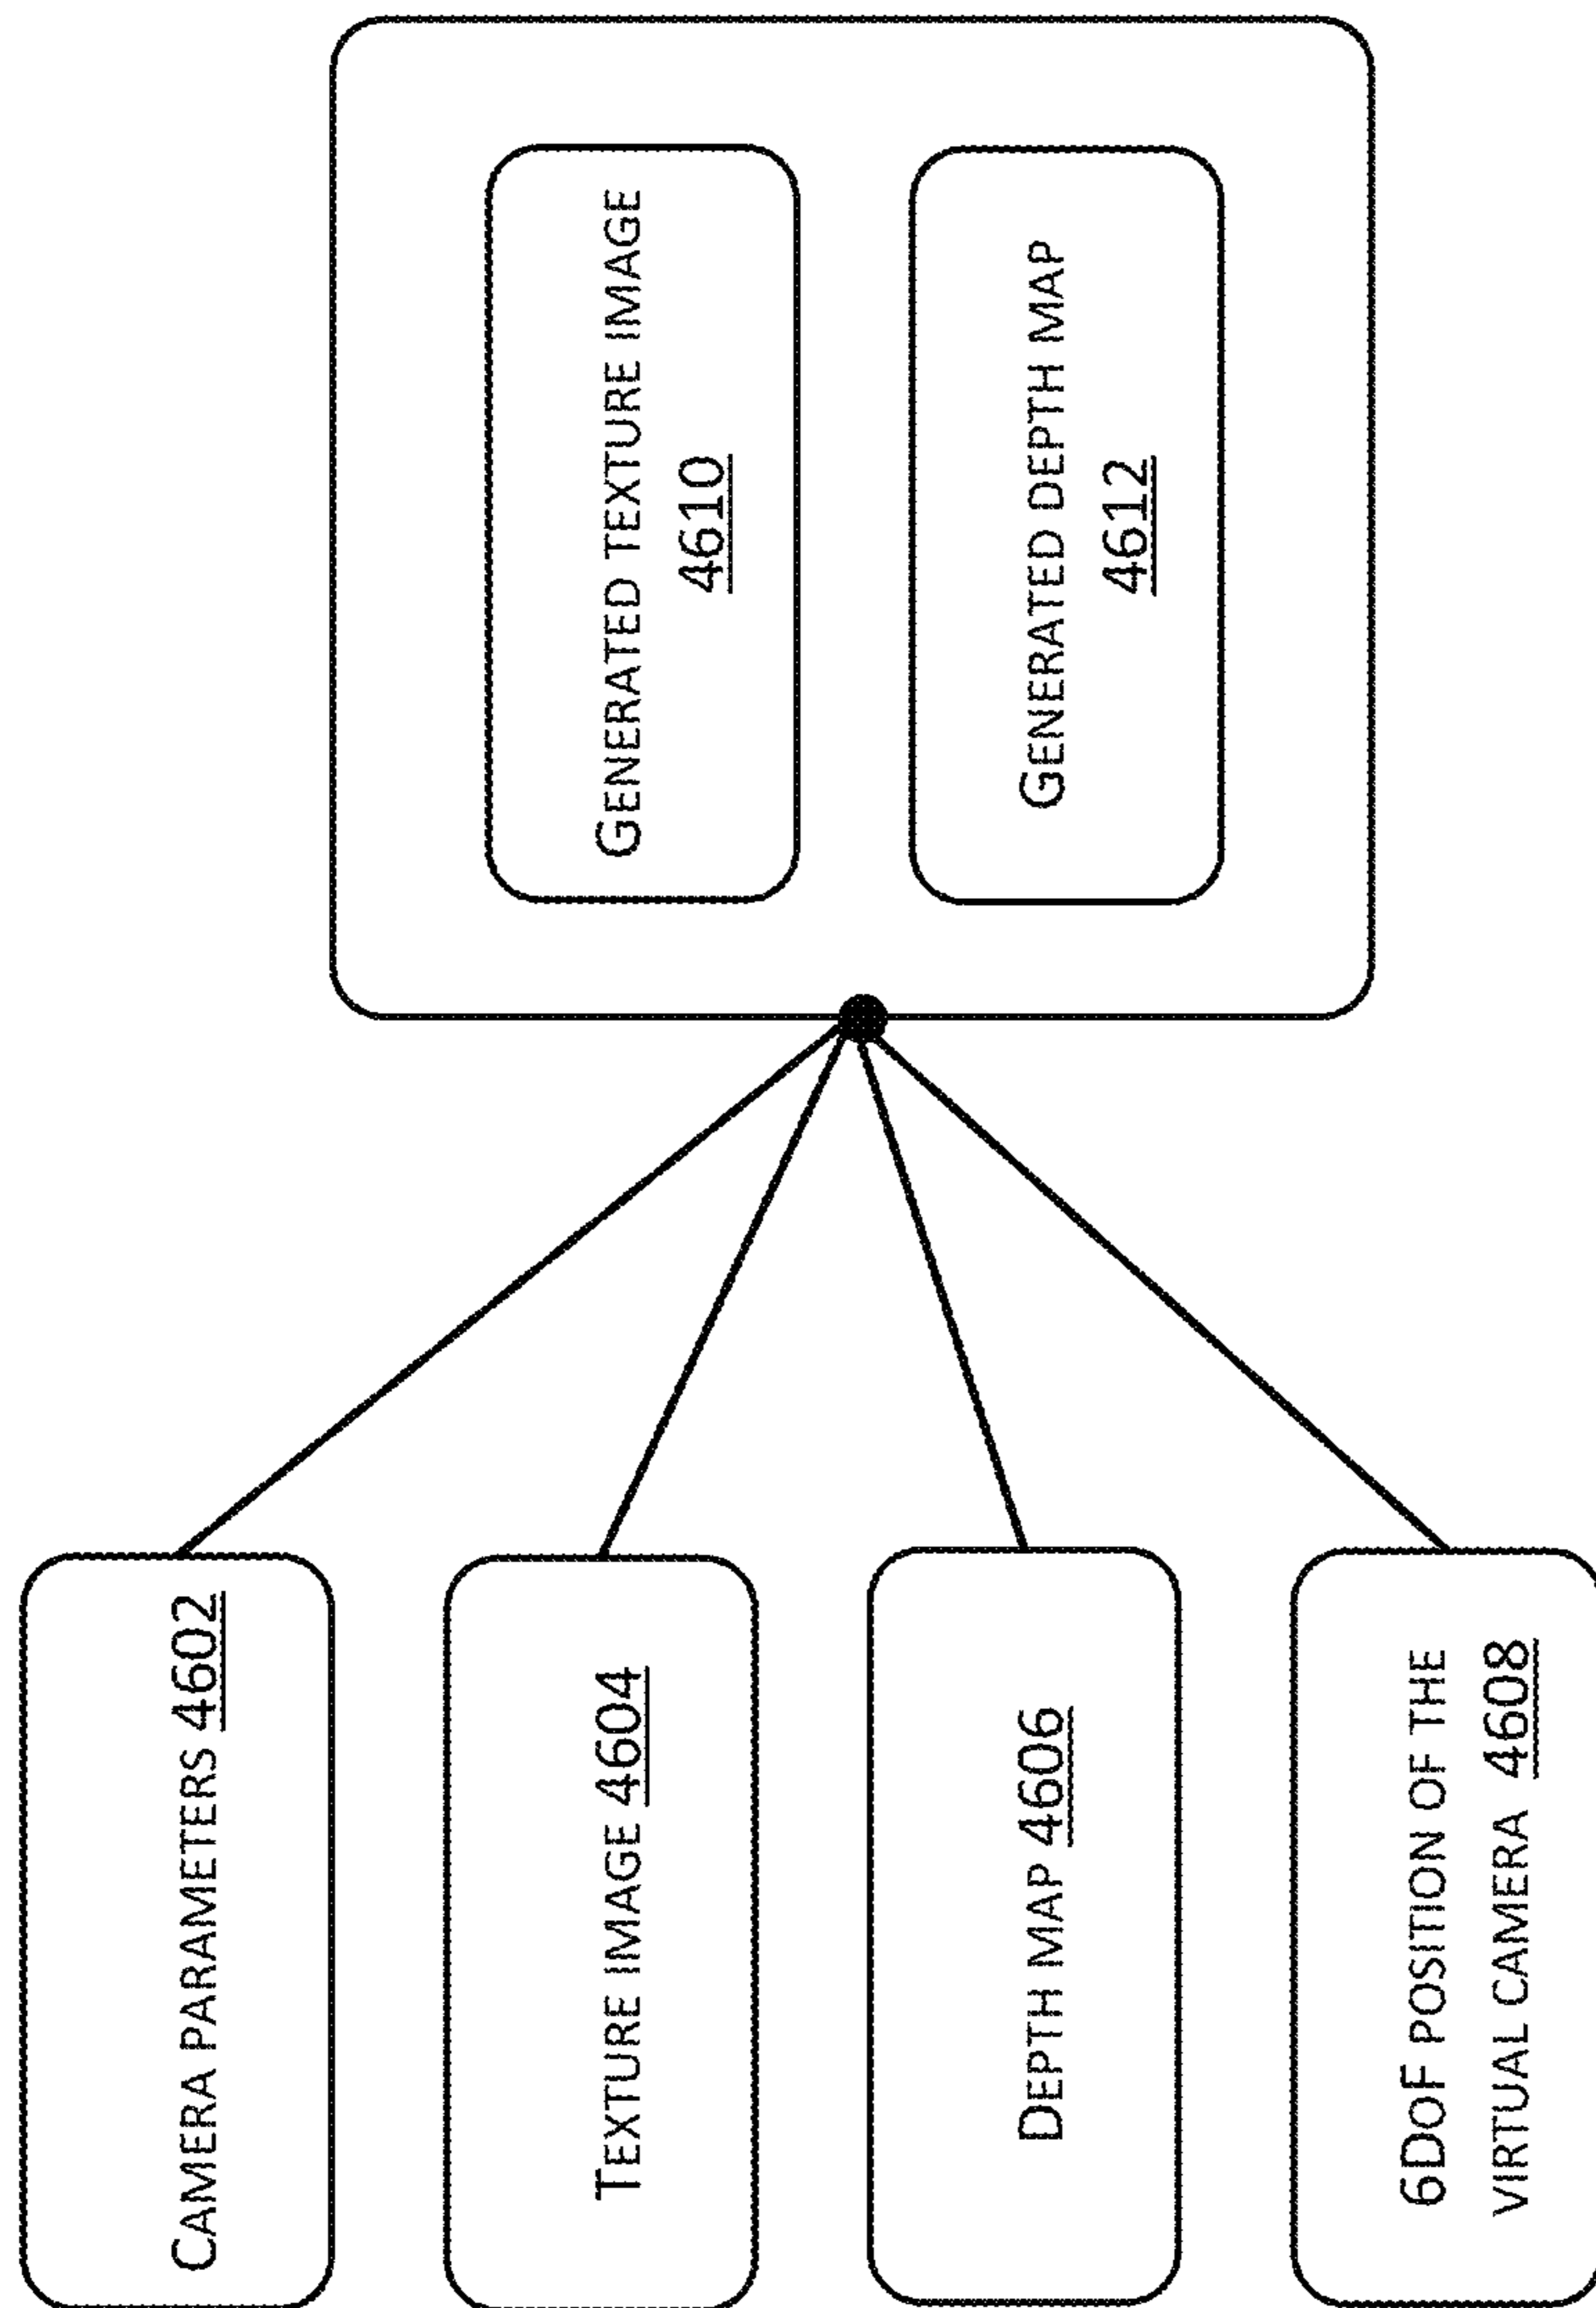 Camera parameters 4602
Texture image 4604
Depth map 4606
6DoF position of the
virtual camera 4608
Generated texture image
4610
Generated depth map
4612